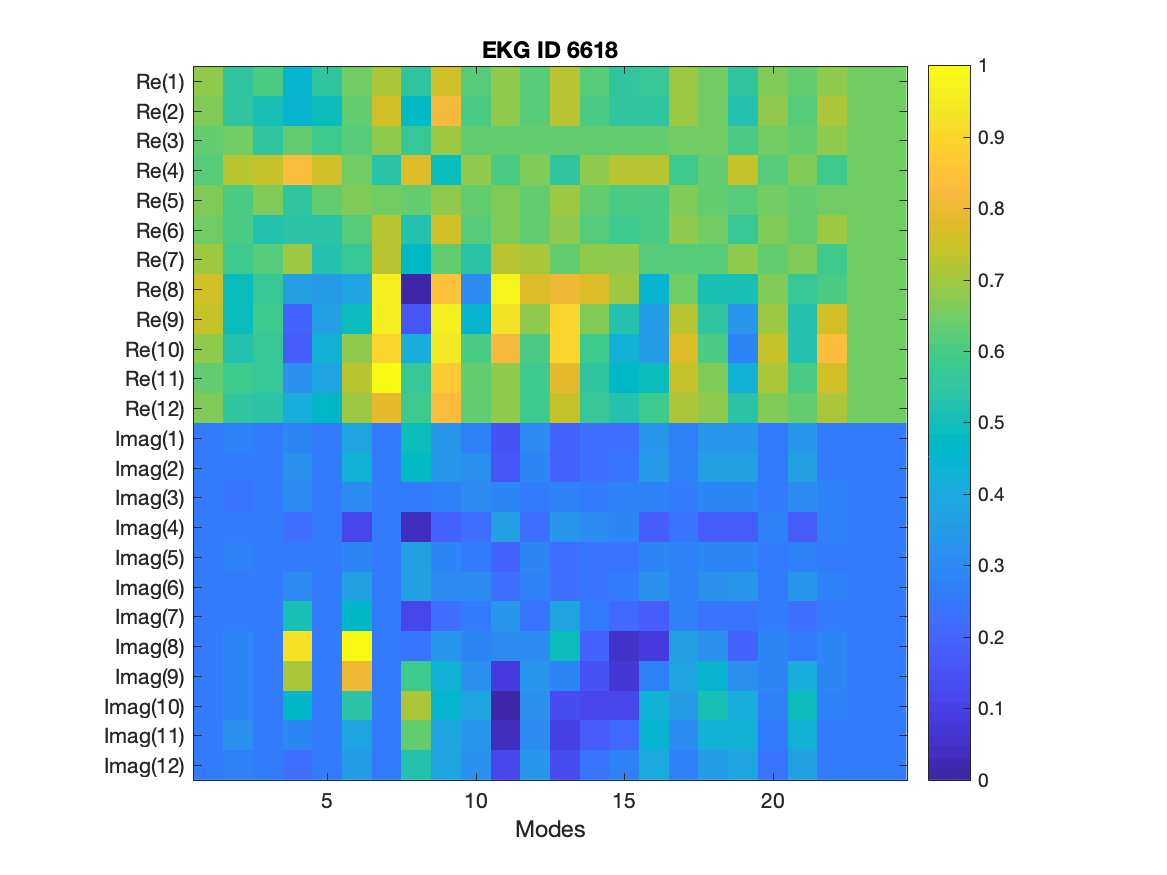 EKG ID 6618
Re(1)
Re(2)
Re(3)
Re(4)
Re(5)
Re(6)
Re(7)
Re(8)
Re(9)
Re(10)
Re(11)
Re(12)
Imag(1)
Imag(2)
Imag(3)
Imag(4)
Imag(5)
Imag(6)
Imag(7)
Imag(8)
Imag(9)
Imag(10)
Imag(11)
Imag(12)
5 10 15 20
Modes
1
0.9
0.8
0.7
0.6
0.5
0.4
0.3
0.2
0.1
0